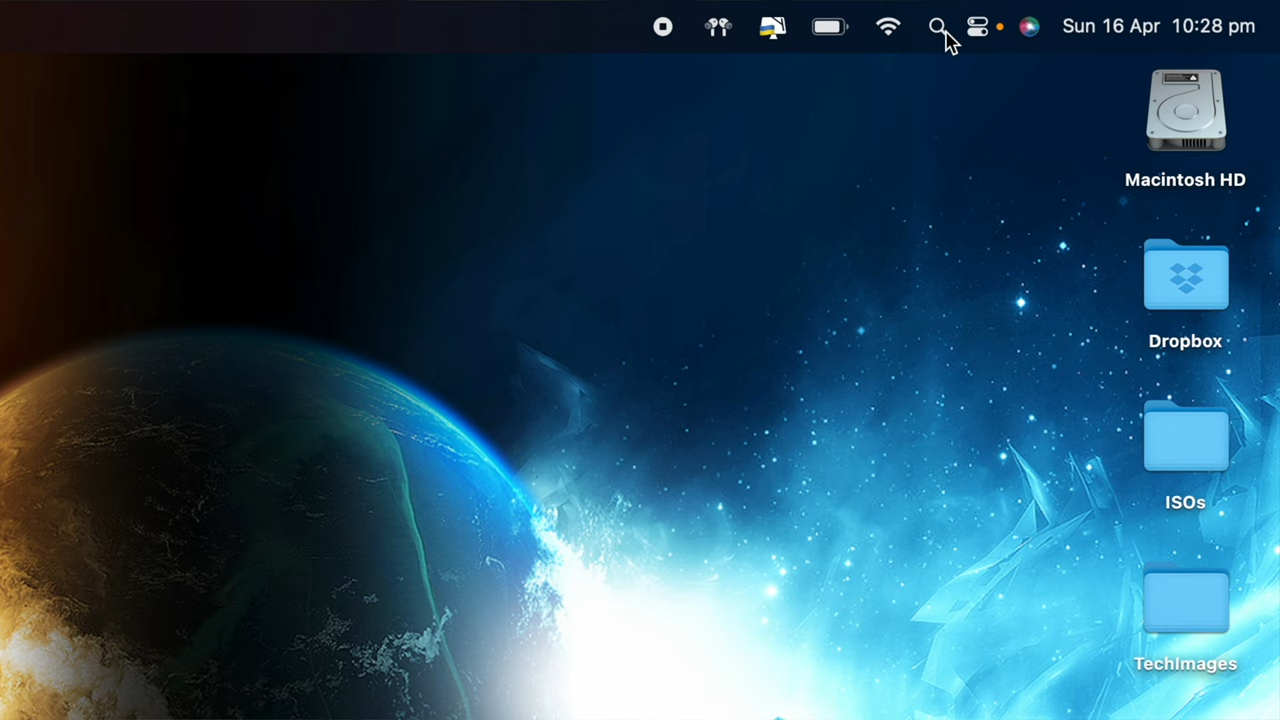 Sun 16 Apr 10:28 pm
Macintosh HD
Dropbox
ISOs
TechImages